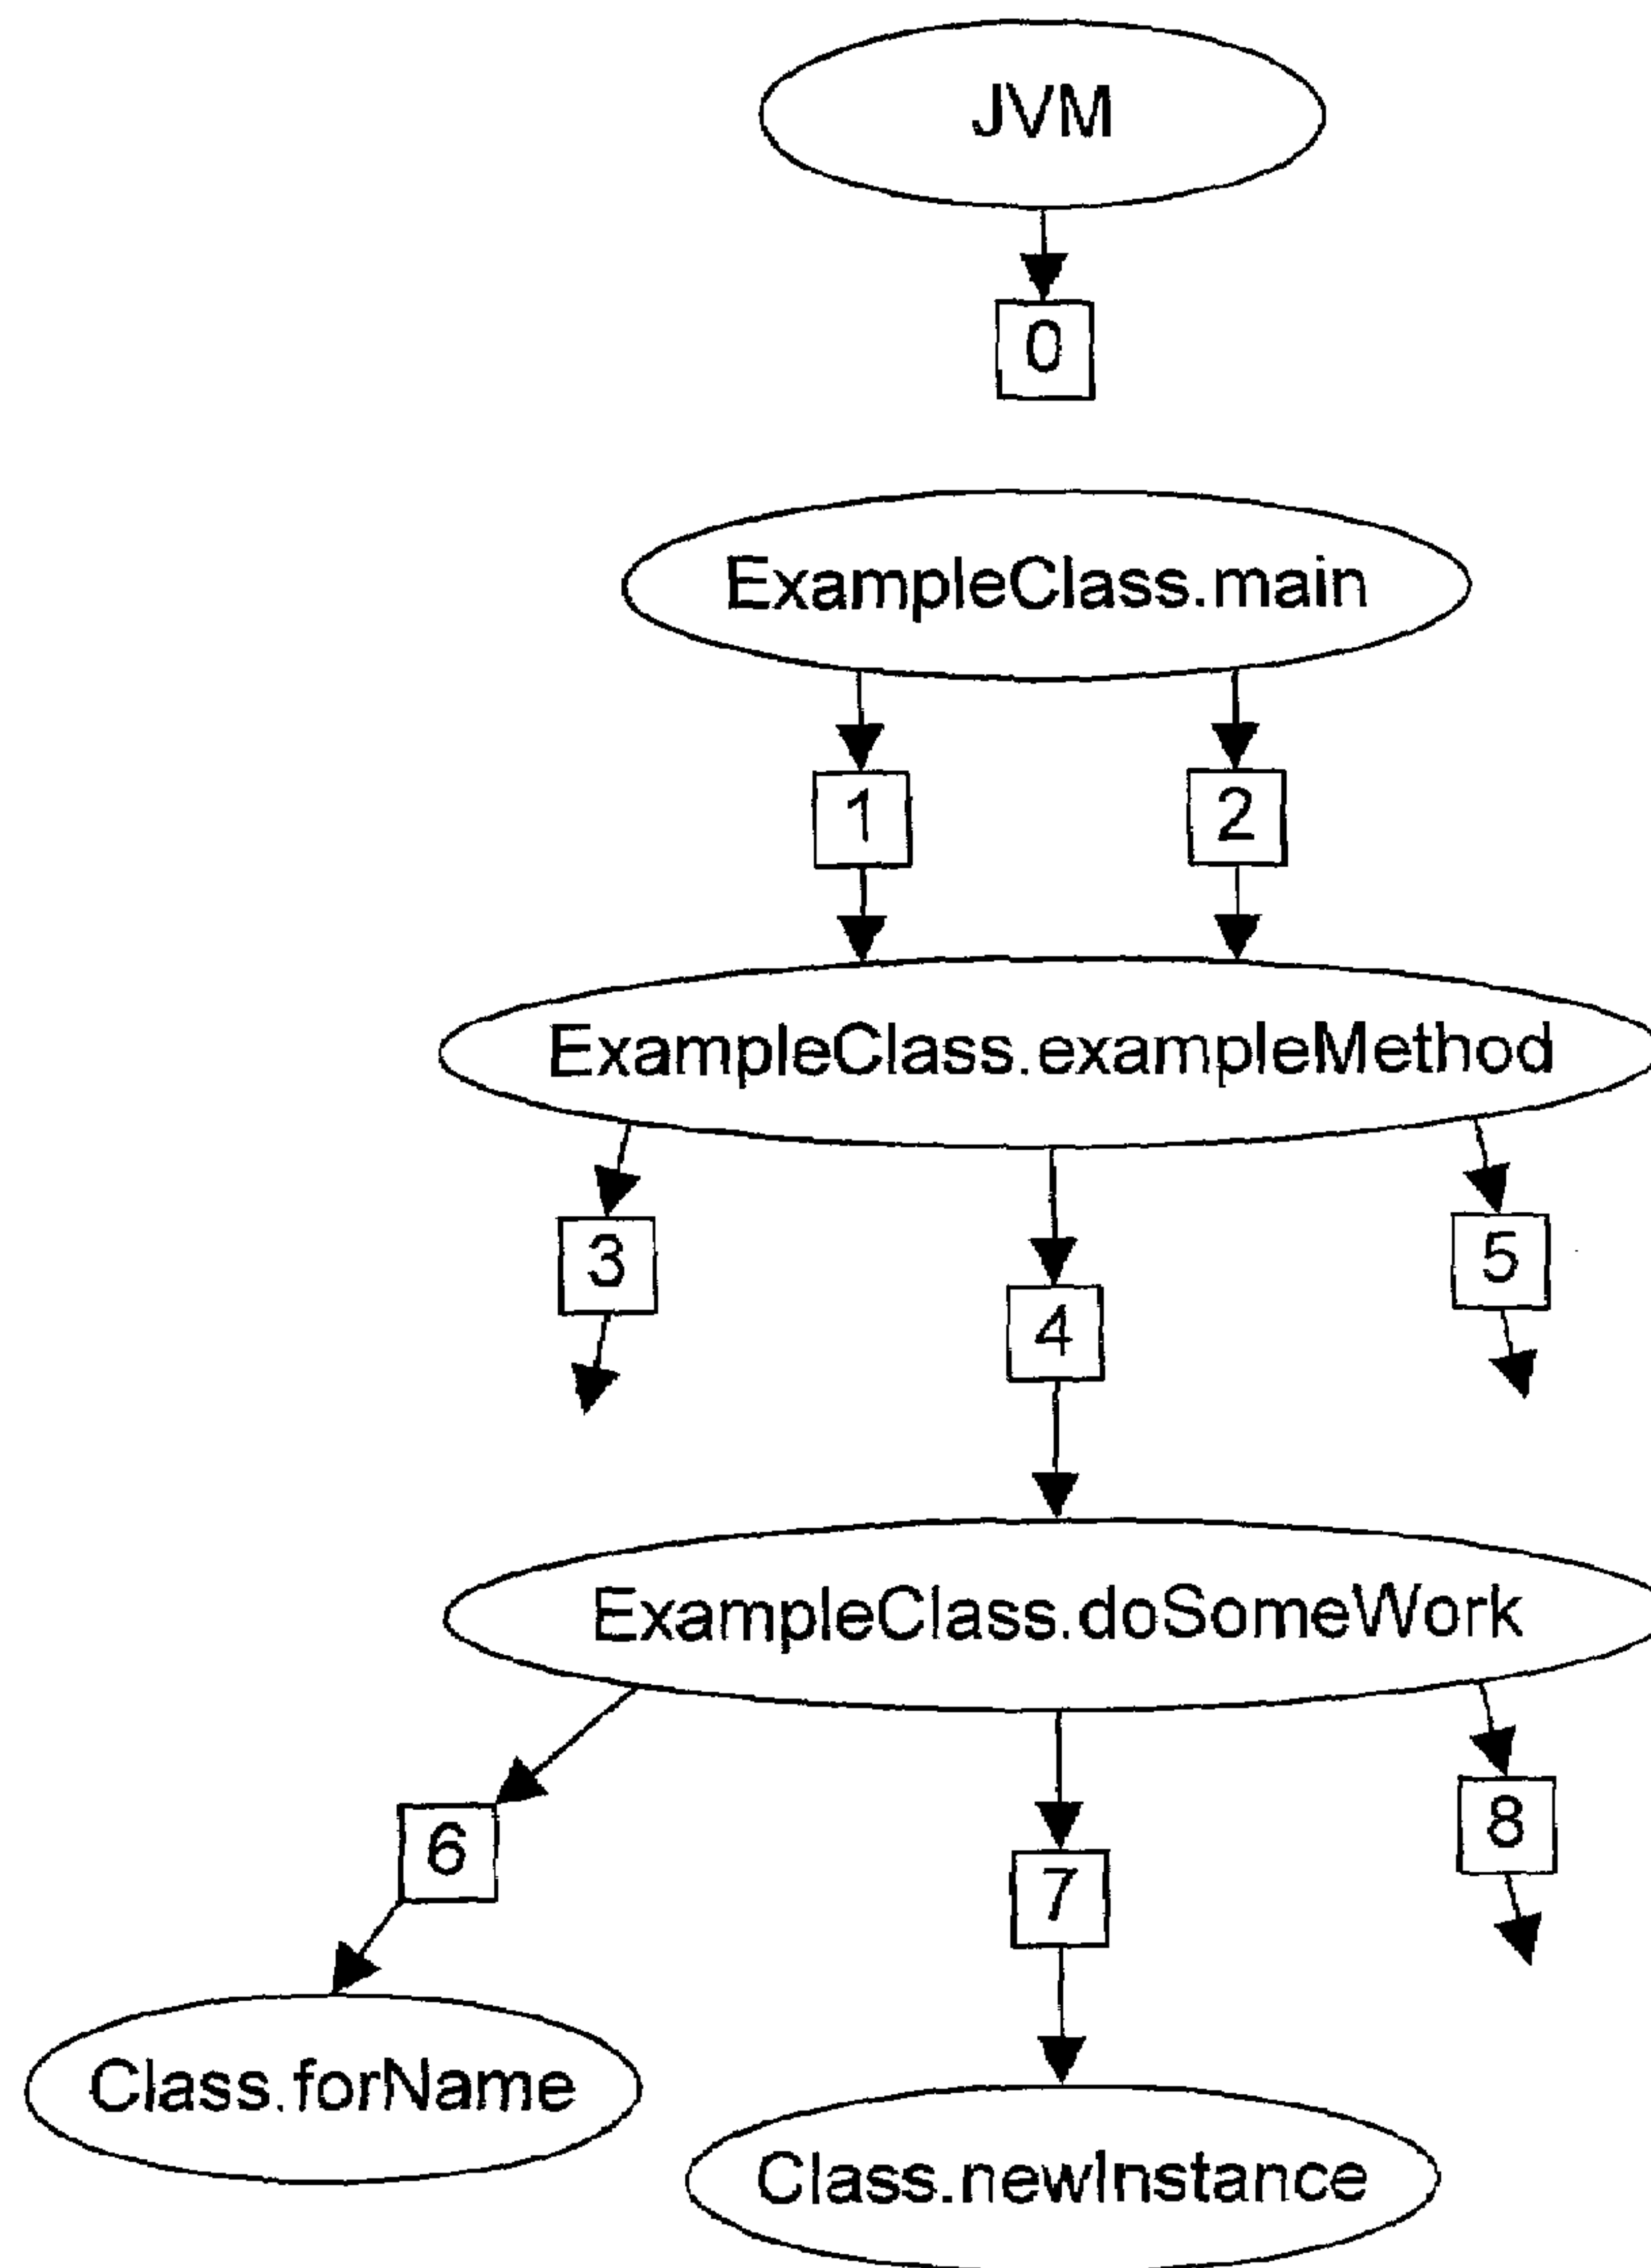 JVM
0
ExampleClass.main
1 2
ExampleClass.exampleMethod
3 5
4
ExampleClass.doSomeWork
6 8
7
Class.forName
Class.newInstance